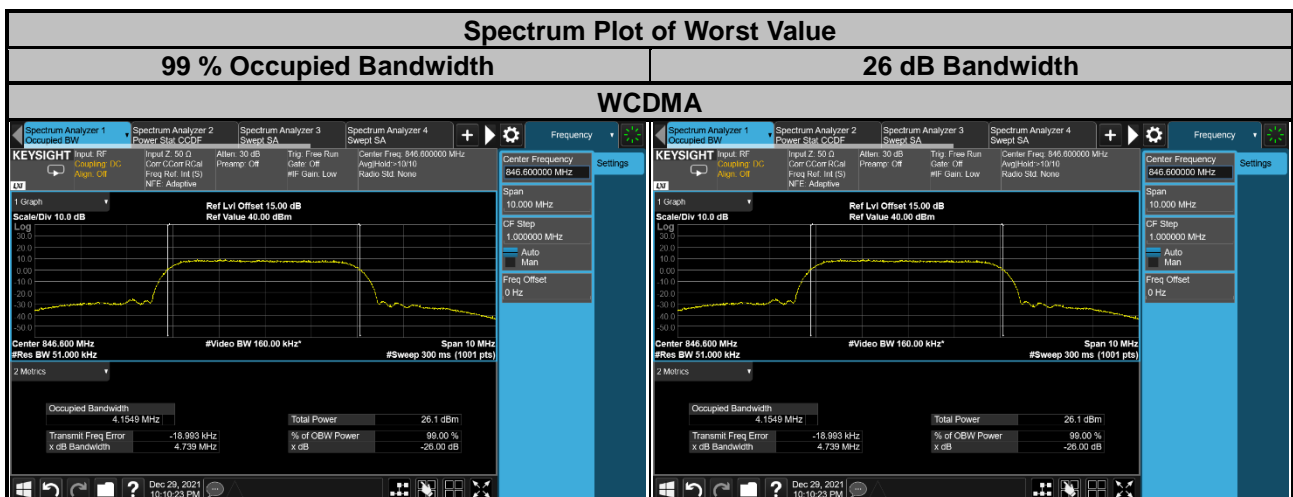 Spectrum Plot of Worst Value
99 % Occupied Bandwidth
26 dB Bandwidth
WCDMA
Spectrum Analyzer 1
Occupied BW
Spectrum Analyzer 2
Power Stat CCDF
Spectrum Analyzer 3
Swept SA
Spectrum Analyzer 4
Swept SA
+
Frequency
KEYSIGHT
Input: RF
Coupling: DC
Align: Off
Input Z: 50 Ω
Corr CCorr RCal
Freq Ref: Int (S)
NFE: Adaptive
Atten: 30 dB
Preamp: Off
Trig: Free Run
Gate: Off
#IF Gain: Low
Center Freq: 846.600000 MHz
Avg|Hold:>10/10
Radio Std: None
LXI
Center Frequency
846.600000 MHz
Settings
Span
10.000 MHz
CF Step
1.000000 MHz
Auto
Man
Freq Offset
0 Hz
1 Graph
Scale/Div 10.0 dB
Ref Lvl Offset 15.00 dB
Ref Value 40.00 dBm
Log
30.0
20.0
10.0
0.00
-10.0
-20.0
-30.0
-40.0
-50.0
Center 846.600 MHz
#Res BW 51.000 kHz
#Video BW 160.00 kHz*
Span 10 MHz
#Sweep 300 ms (1001 pts)
2 Metrics
Occupied Bandwidth
4.1549 MHz
Total Power 26.1 dBm
Transmit Freq Error -18.993 kHz
% of OBW Power 99.00 %
x dB Bandwidth 4.739 MHz
x dB -26.00 dB
?
Dec 29, 2021
10:10:23 PM
Spectrum Analyzer 1
Occupied BW
Spectrum Analyzer 2
Power Stat CCDF
Spectrum Analyzer 3
Swept SA
Spectrum Analyzer 4
Swept SA
+
Frequency
KEYSIGHT
Input: RF
Coupling: DC
Align: Off
Input Z: 50 Ω
Corr CCorr RCal
Freq Ref: Int (S)
NFE: Adaptive
Atten: 30 dB
Preamp: Off
Trig: Free Run
Gate: Off
#IF Gain: Low
Center Freq: 846.600000 MHz
Avg|Hold:>10/10
Radio Std: None
LXI
Center Frequency
846.600000 MHz
Settings
Span
10.000 MHz
CF Step
1.000000 MHz
Auto
Man
Freq Offset
0 Hz
1 Graph
Scale/Div 10.0 dB
Ref Lvl Offset 15.00 dB
Ref Value 40.00 dBm
Log
30.0
20.0
10.0
0.00
-10.0
-20.0
-30.0
-40.0
-50.0
Center 846.600 MHz
#Res BW 51.000 kHz
#Video BW 160.00 kHz*
Span 10 MHz
#Sweep 300 ms (1001 pts)
2 Metrics
Occupied Bandwidth
4.1549 MHz
Total Power 26.1 dBm
Transmit Freq Error -18.993 kHz
% of OBW Power 99.00 %
x dB Bandwidth 4.739 MHz
x dB -26.00 dB
?
Dec 29, 2021
10:10:23 PM